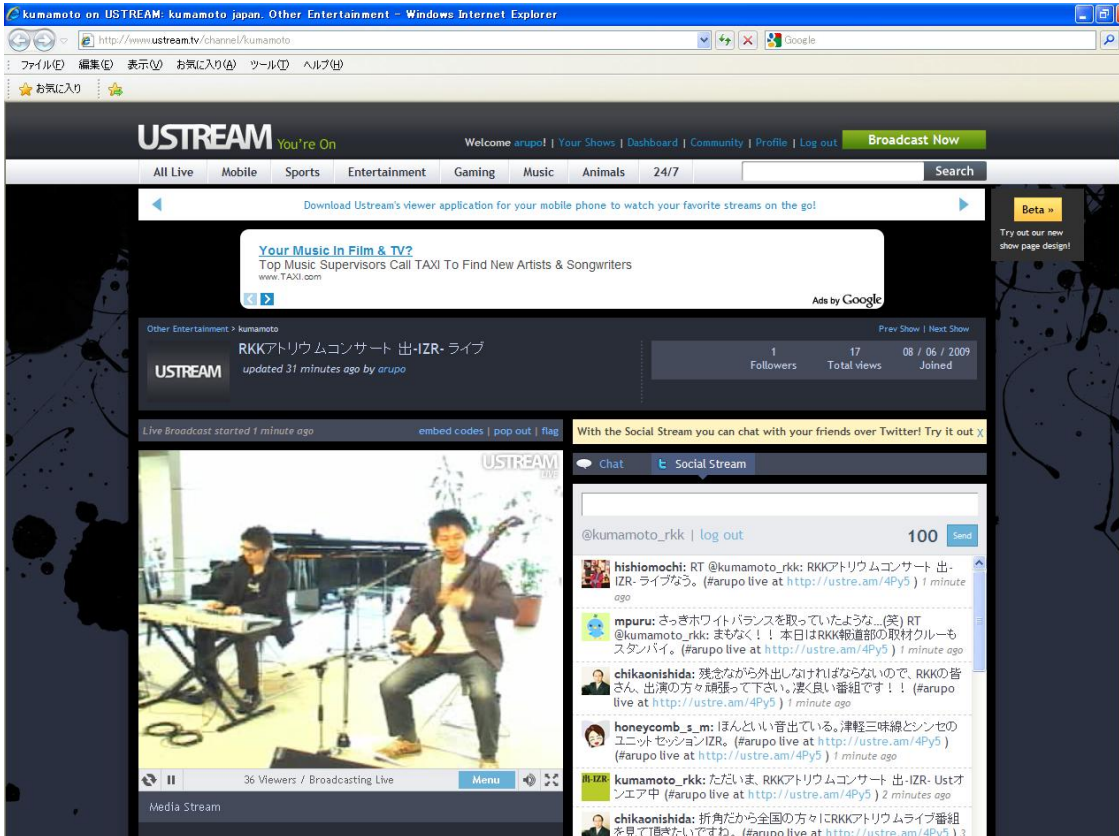 kumamoto on USTREAM: kumamoto japan. Other Entertainment - Windows Internet Explorer
http://www.ustream.tv/channel/kumamoto
Google
ファイル(F) 編集(E) 表示(V) お気に入り(A) ツール(T) ヘルプ(H)
お気に入り
USTREAM You're On
Welcome arupo! | Your Shows | Dashboard | Community | Profile | Log out
Broadcast Now
All Live Mobile Sports Entertainment Gaming Music Animals 24/7
Search
Download Ustream's viewer application for your mobile phone to watch your favorite streams on the go!
Beta »
Try out our new
show page design!
Your Music In Film & TV?
Top Music Supervisors Call TAXI To Find New Artists & Songwriters
www.TAXI.com
Ads by Google
Other Entertainment > kumamoto
Prev Show | Next Show
USTREAM
RKKアトリウムコンサート 出-IZR- ライブ
updated 31 minutes ago by arupo
1 17 08 / 06 / 2009
Followers Total views Joined
Live Broadcast started 1 minute ago
embed codes | pop out | flag
With the Social Stream you can chat with your friends over Twitter! Try it out X
USTREAM
LIVE
Chat
Social Stream
@kumamoto_rkk | log out
100 Send
hishiomochi: RT @kumamoto_rkk: RKKアトリウムコンサート 出-
IZR- ライブなう。 (#arupo live at http://ustre.am/4Py5 ) 1 minute
ago
mpuru: さっきホワイトバランスを取っていたような...(笑) RT
@kumamoto_rkk: まもなく！！ 本日はRKK報道部の取材クルーも
スタンバイ。 (#arupo live at http://ustre.am/4Py5 ) 1 minute ago
chikaonishida: 残念ながら外出しなければならないので、RKKの皆
さん、出演の方々頑張って下さい。凄く良い番組です！！ (#arupo
live at http://ustre.am/4Py5 ) 1 minute ago
honeycomb_s_m: ほんといい音出ている。津軽三味線とシンセの
ユニットセッションIZR。 (#arupo live at http://ustre.am/4Py5 )
(#arupo live at http://ustre.am/4Py5 ) 1 minute ago
出-IZR-
kumamoto_rkk: ただいま、RKKアトリウムコンサート 出-IZR- Ustオ
ンエア中 (#arupo live at http://ustre.am/4Py5 ) 2 minutes ago
chikaonishida: 折角だから全国の方々にRKKアトリウムライブ番組
を見て頂きたいですね。 (#arupo live at http://ustre.am/4Py5 ) 3
36 Viewers / Broadcasting Live
Menu
Media Stream